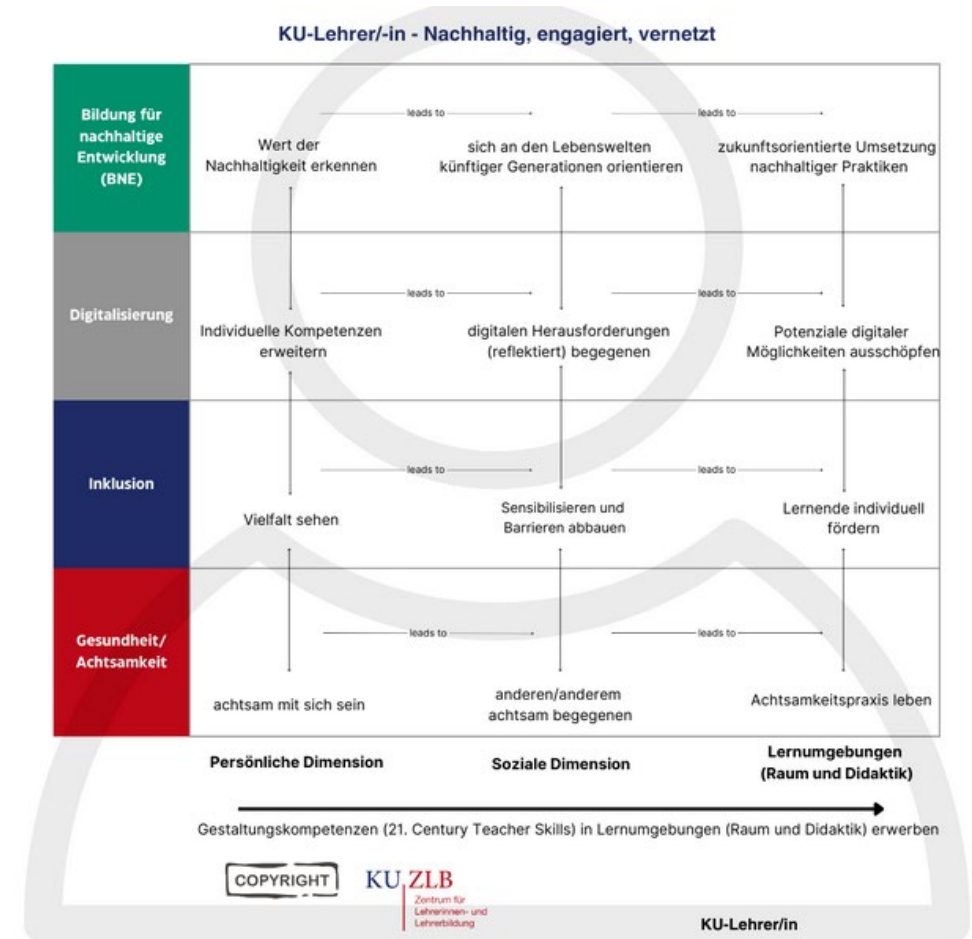 KU-Lehrer/-in - Nachhaltig, engagiert, vernetzt
Bildung für
nachhaltige
Entwicklung
(BNE)
leads to
leads to
Wert der
Nachhaltigkeit erkennen
sich an den Lebenswelten
künftiger Generationen orientieren
zukunftsorientierte Umsetzung
nachhaltiger Praktiken
Digitalisierung
leads to
leads to
Individuelle Kompetenzen
erweitern
digitalen Herausforderungen
(reflektiert) begegenen
Potenziale digitaler
Möglichkeiten ausschöpfen
Inklusion
leads to
leads to
Vielfalt sehen
Sensibilisieren und
Barrieren abbauen
Lernende individuell
fördern
Gesundheit/
Achtsamkeit
leads to
leads to
achtsam mit sich sein
anderen/anderem
achtsam begegenen
Achtsamkeitspraxis leben
Persönliche Dimension
Soziale Dimension
Lernumgebungen
(Raum und Didaktik)
Gestaltungskompetenzen (21. Century Teacher Skills) in Lernumgebungen (Raum und Didaktik) erwerben
COPYRIGHT
KU ZLB
Zentrum für
Lehrerinnen- und
Lehrerbildung
KU-Lehrer/in